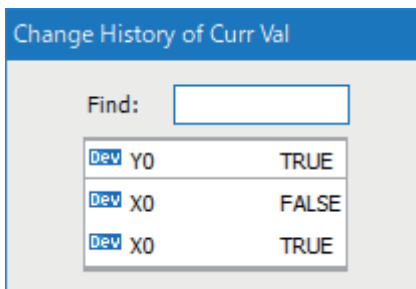 Change History of Curr Val
Find:
Dev Y0 TRUE
Dev X0 FALSE
Dev X0 TRUE